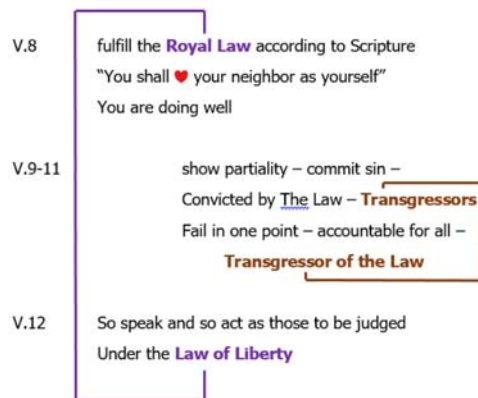 V.8 fulfill the Royal Law according to Scripture
"You shall ❤ your neighbor as yourself"
You are doing well
V.9-11 show partiality – commit sin –
Convicted by The Law – Transgressors
Fail in one point – accountable for all –
Transgressor of the Law
V.12 So speak and so act as those to be judged
Under the Law of Liberty